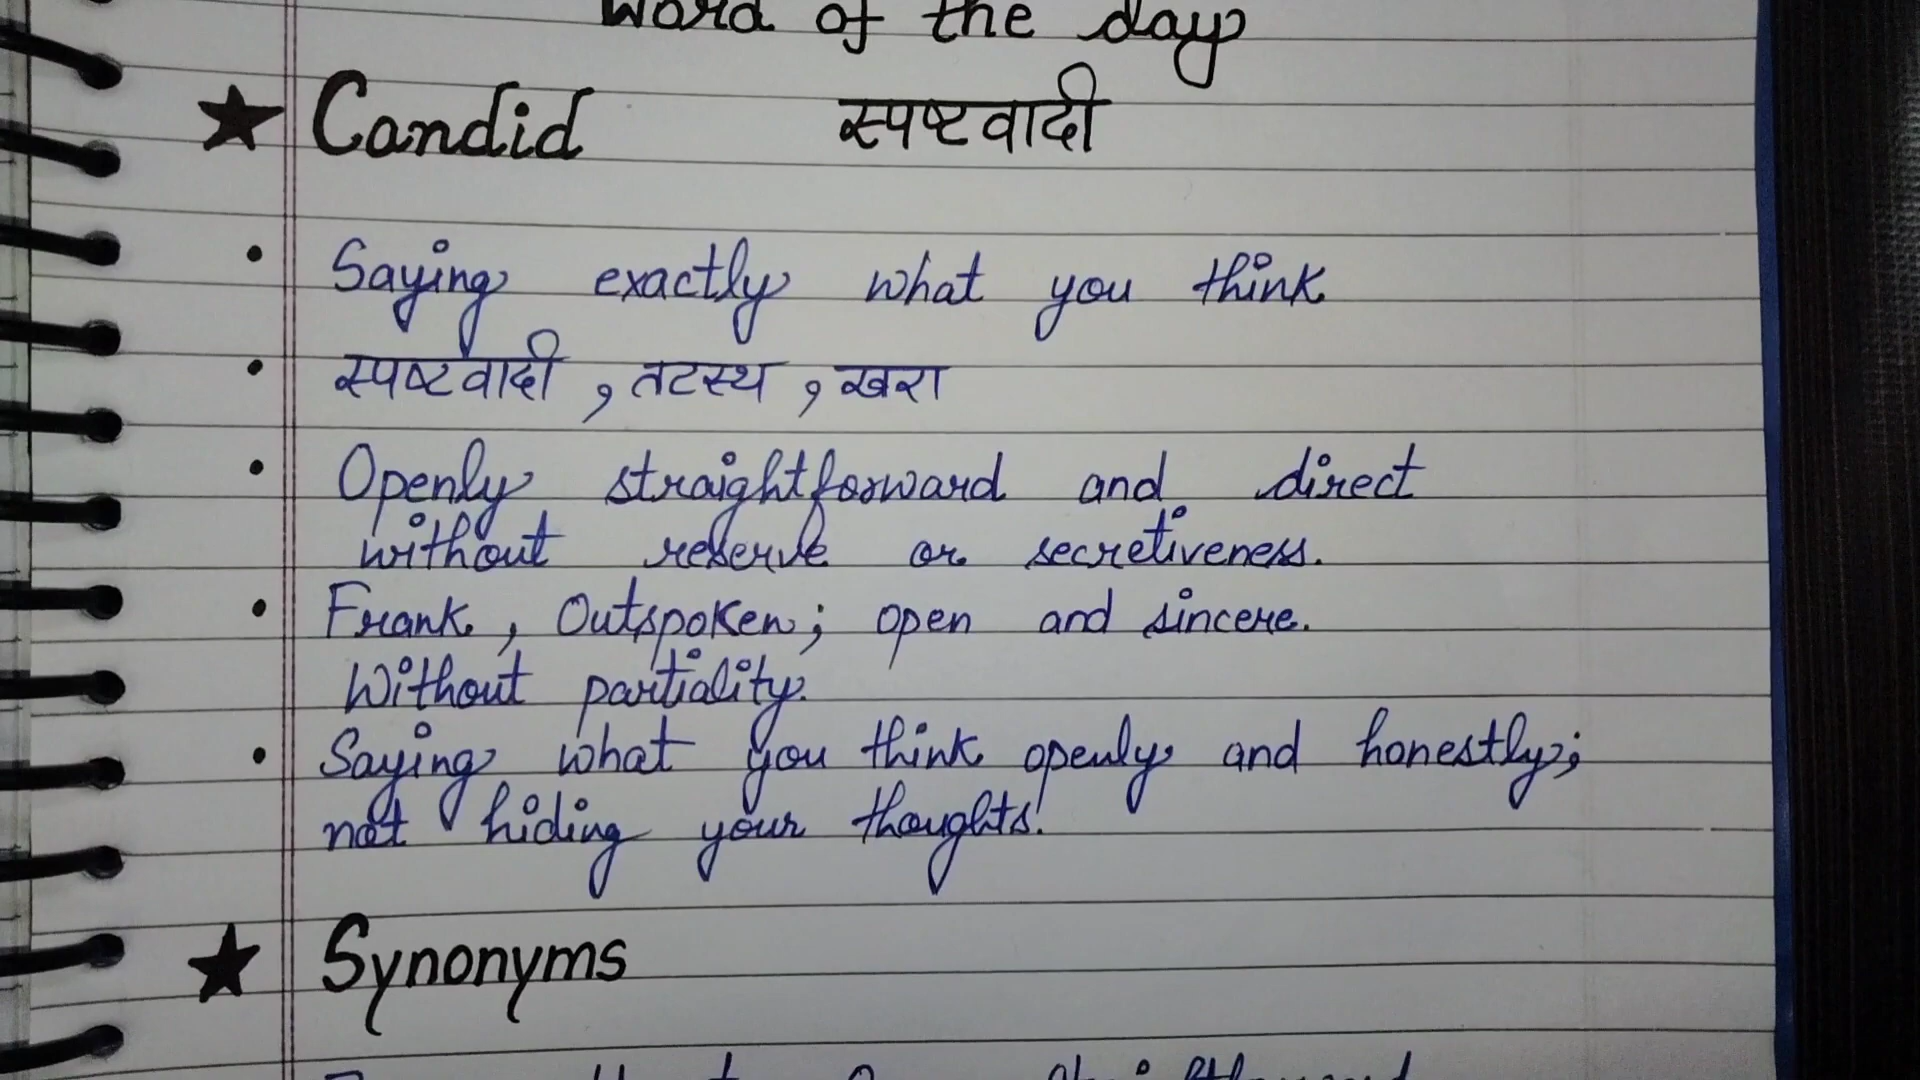 Word of the day
★ Candid स्पष्टवादी
• Saying exactly what you think
• स्पष्टवादी, तटस्थ, खरा
• Openly straightforward and direct
without reserve or secretiveness.
• Frank, Outspoken; open and sincere.
Without partiality.
• Saying what you think openly and honestly;
not hiding your thoughts.
★ Synonyms